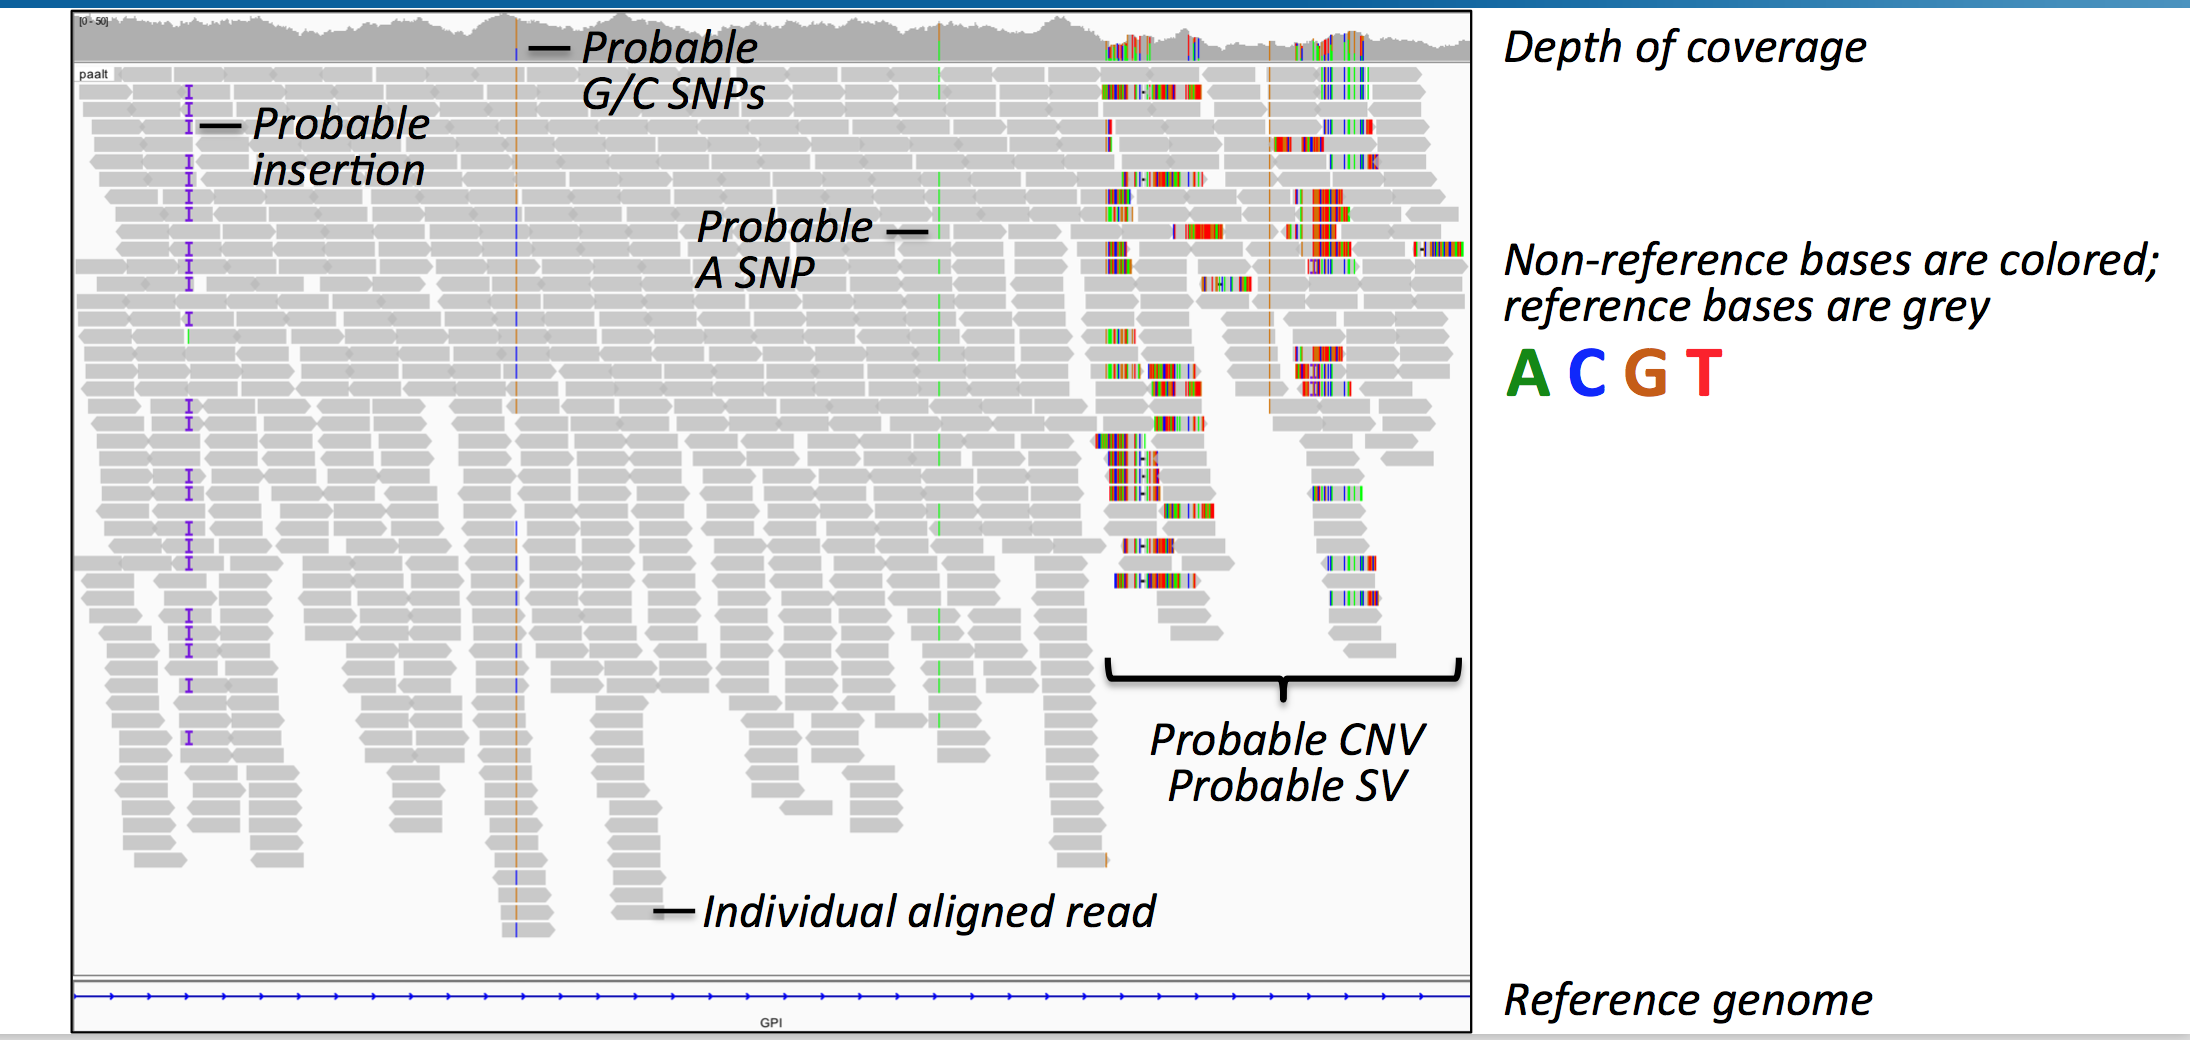 [0 - 50]
Probable
G/C SNPs
Depth of coverage
paalt
Probable
insertion
Probable
A SNP
Non-reference bases are colored;
reference bases are grey
A C G T
Probable CNV
Probable SV
Individual aligned read
Reference genome
GPI